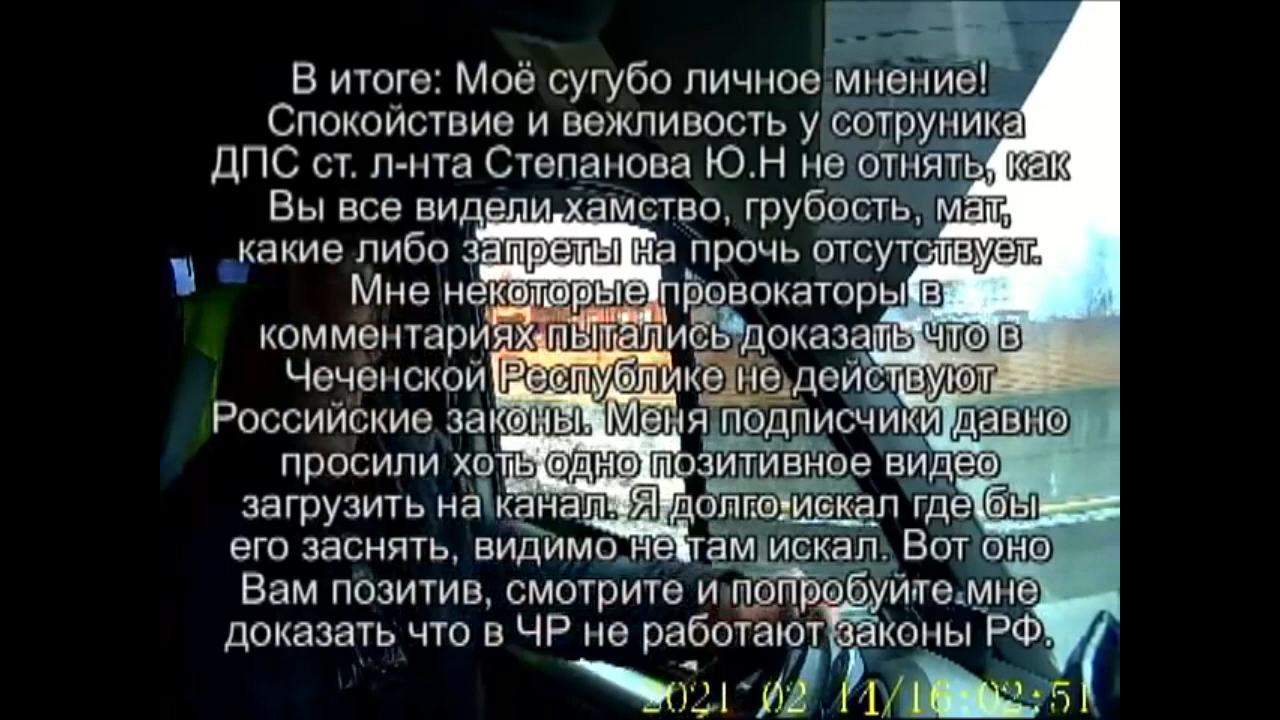 В итоге: Моё сугубо личное мнение!
Спокойствие и вежливость у сотруника
ДПС ст. л-нта Степанова Ю.Н не отнять, как
Вы все видели хамство, грубость, мат,
какие либо запреты на прочь отсутствует.
Мне некоторые провокаторы в
комментариях пытались доказать что в
Чеченской Республике не действуют
Российские законы. Меня подписчики давно
просили хоть одно позитивное видео
загрузить на канал. Я долго искал где бы
его заснять, видимо не там искал. Вот оно
Вам позитив, смотрите и попробуйте мне
доказать что в ЧР не работают законы РФ.
2021 02 11/16:02:51